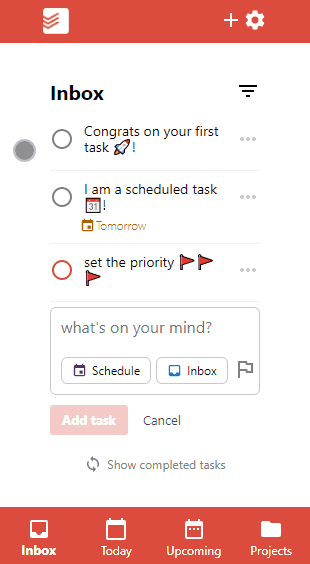 Inbox
Congrats on your first
task 🚀!
I am a scheduled task
📅!
Tomorrow
set the priority 🚩🚩
🚩
what's on your mind?
Schedule
Inbox
Add task
Cancel
Show completed tasks
Inbox
Today
Upcoming
Projects